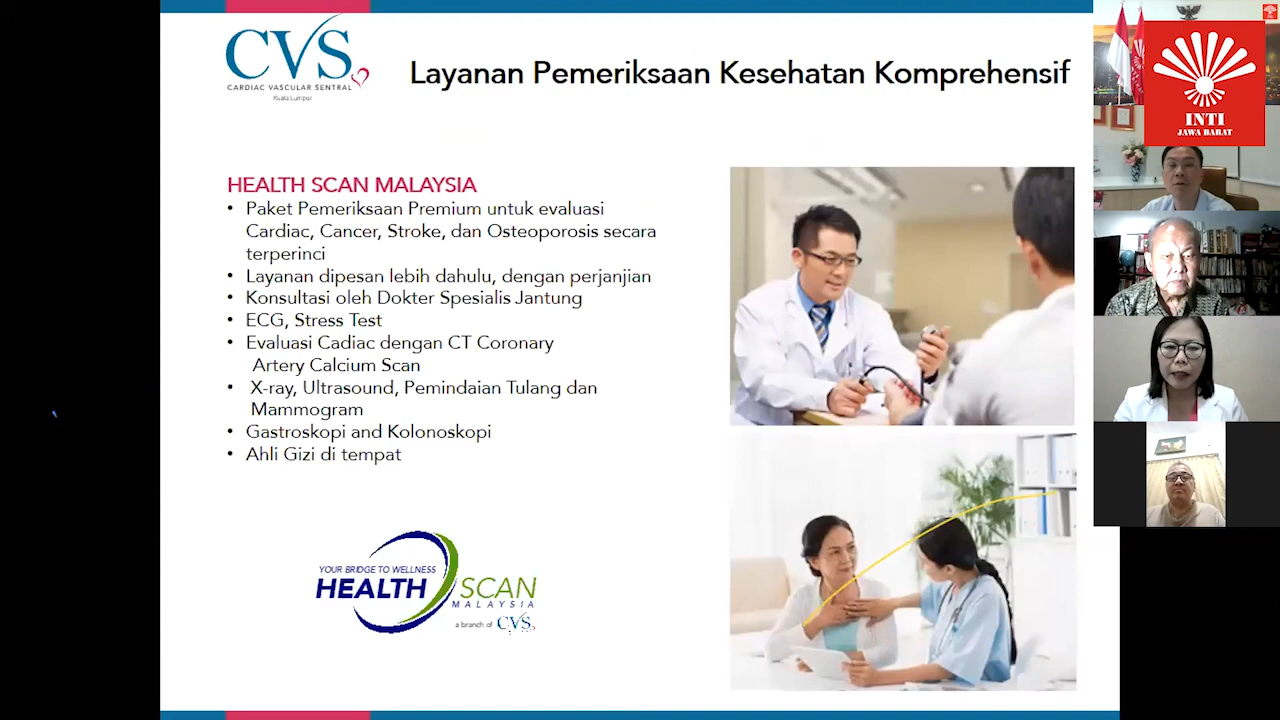 CVS
CARDIAC VASCULAR SENTRAL
Kuala Lumpur
Layanan Pemeriksaan Kesehatan Komprehensif
INTI
JAWA BARAT
HEALTH SCAN MALAYSIA
• Paket Pemeriksaan Premium untuk evaluasi
Cardiac, Cancer, Stroke, dan Osteoporosis secara
terperinci
• Layanan dipesan lebih dahulu, dengan perjanjian
• Konsultasi oleh Dokter Spesialis Jantung
• ECG, Stress Test
• Evaluasi Cadiac dengan CT Coronary
Artery Calcium Scan
• X-ray, Ultrasound, Pemindaian Tulang dan
Mammogram
• Gastroskopi and Kolonoskopi
• Ahli Gizi di tempat
YOUR BRIDGE TO WELLNESS
HEALTH SCAN
MALAYSIA
a branch of CVS